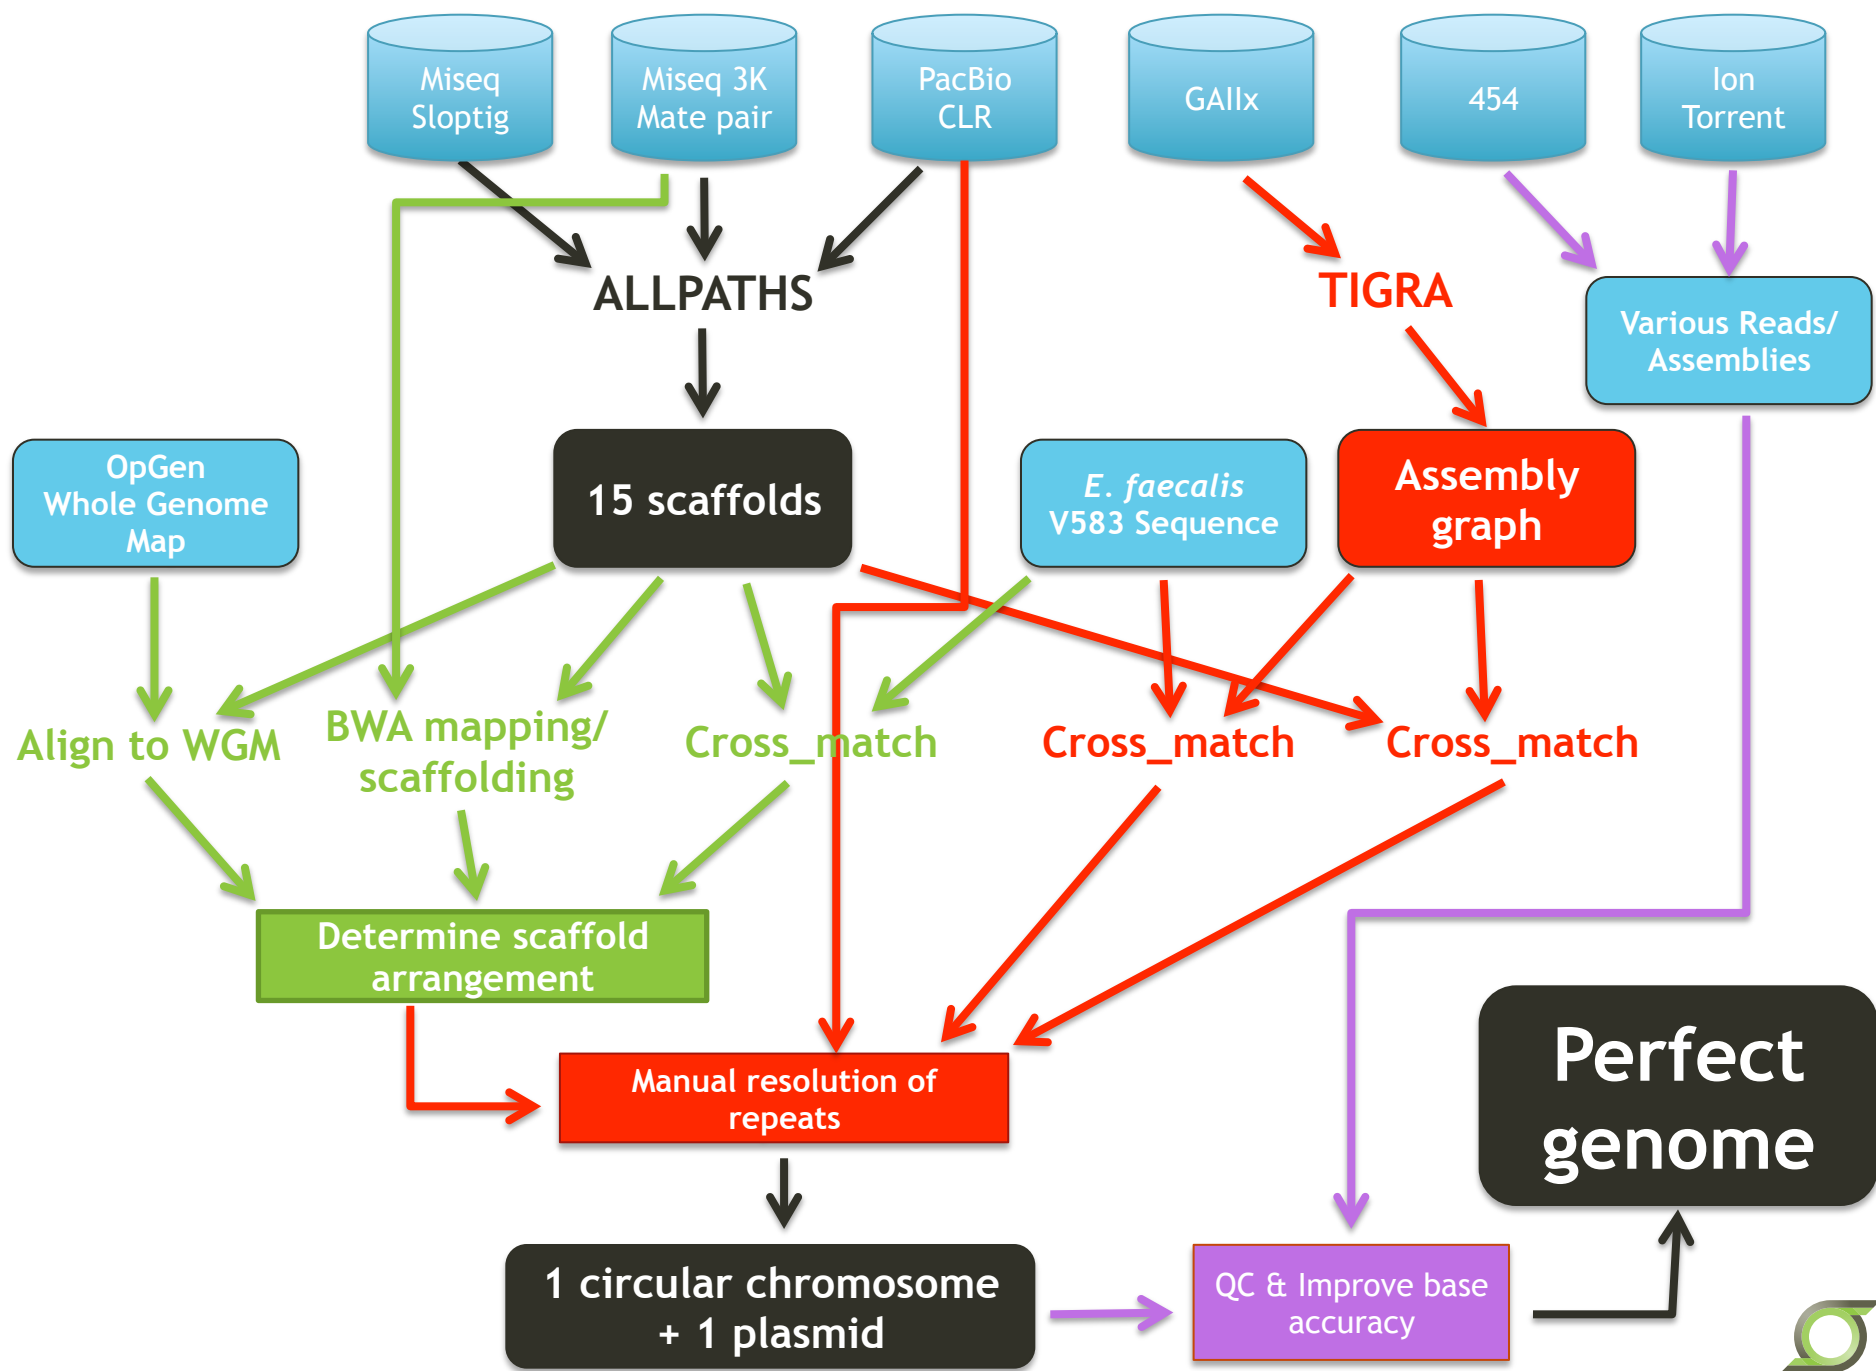 Miseq
Sloptig
Miseq 3K
Mate pair
PacBio
CLR
GAIIx
454
Ion
Torrent
ALLPATHS
TIGRA
Various Reads/
Assemblies
OpGen
Whole Genome
Map
15 scaffolds
E. faecalis
V583 Sequence
Assembly
graph
Align to WGM
BWA mapping/
scaffolding
Cross_match
Cross_match
Cross_match
Determine scaffold
arrangement
Manual resolution of
repeats
Perfect
genome
1 circular chromosome
+ 1 plasmid
QC & Improve base
accuracy